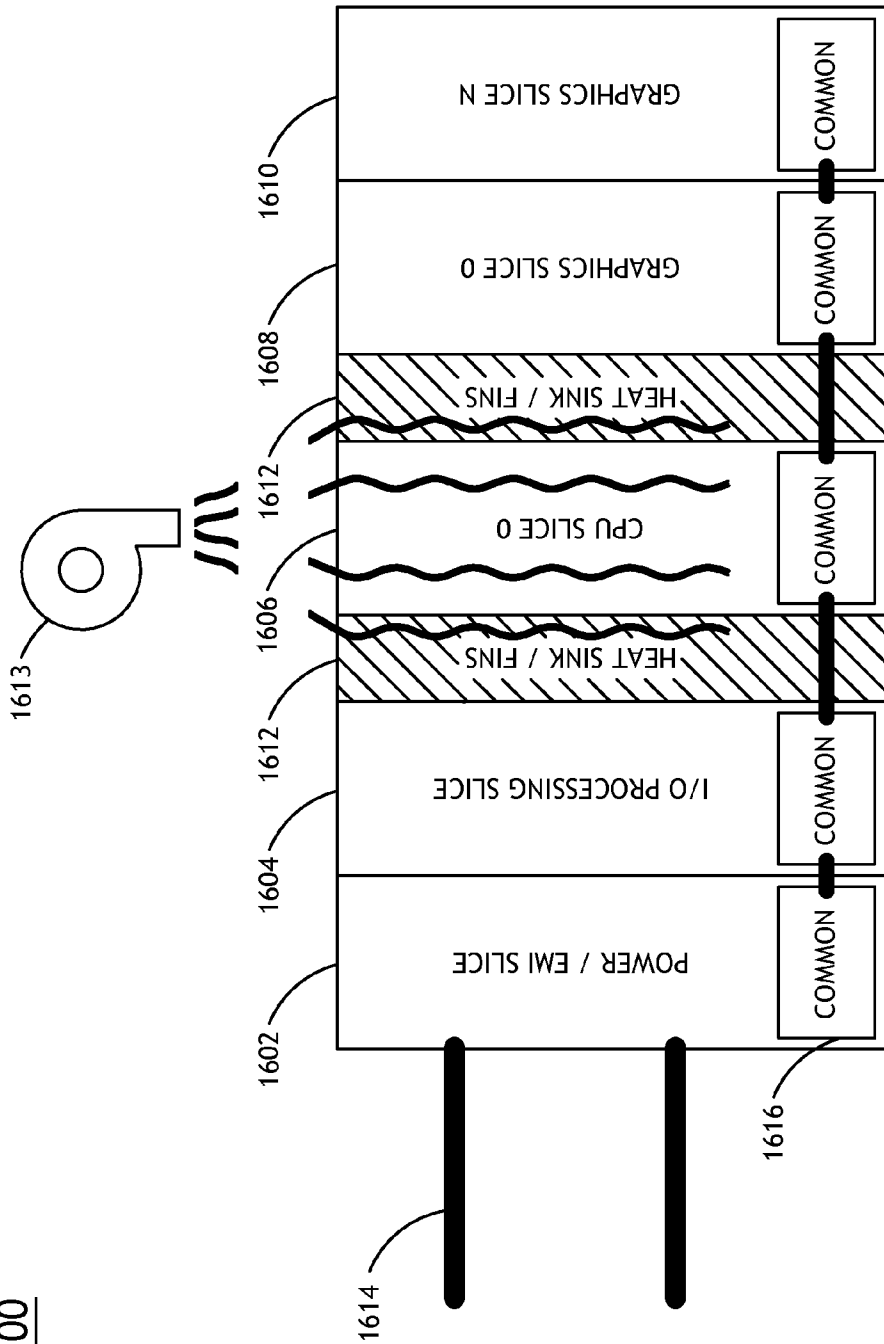 00
1613
1602
1604
1612
1606
1612
1608
1610
POWER / EMI SLICE
I/O PROCESSING SLICE
HEAT SINK / FINS
CPU SLICE 0
HEAT SINK / FINS
GRAPHICS SLICE 0
GRAPHICS SLICE N
COMMON
COMMON
COMMON
COMMON
COMMON
1614
1616